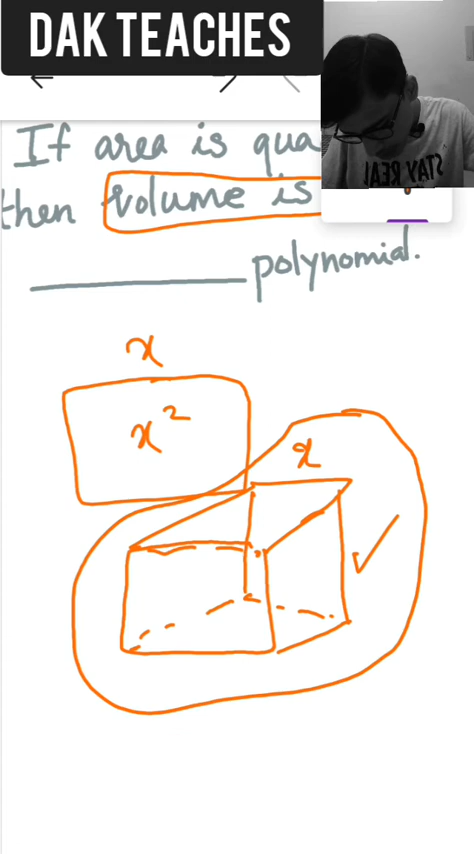 DAK TEACHES
If area is qua
then volume is
polynomial.
x
x²
x
STAY REAL